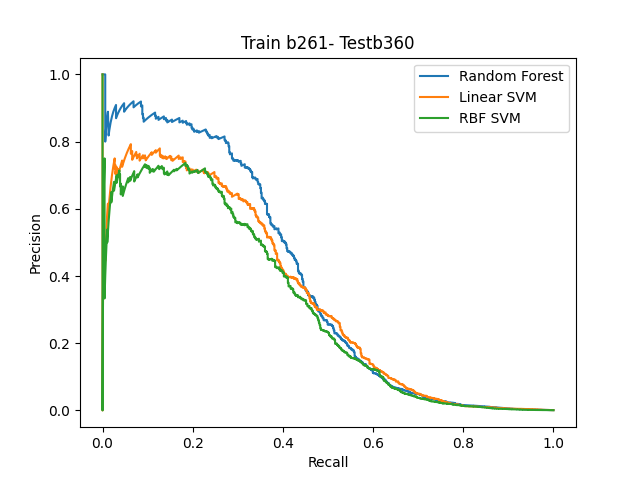 Train b261- Testb360
Random Forest
Linear SVM
RBF SVM
1.0
0.8
0.6
0.4
0.2
0.0
Precision
0.0 0.2 0.4 0.6 0.8 1.0
Recall